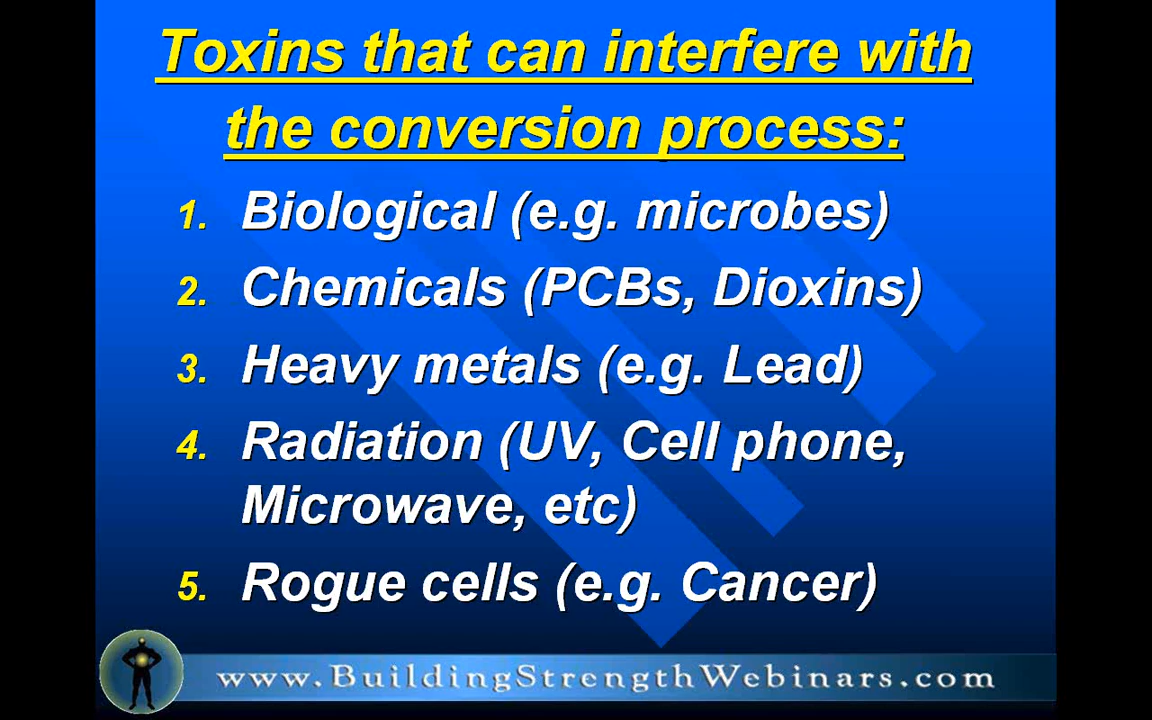 Toxins that can interfere with
the conversion process:
1. Biological (e.g. microbes)
2. Chemicals (PCBs, Dioxins)
3. Heavy metals (e.g. Lead)
4. Radiation (UV, Cell phone,
Microwave, etc)
5. Rogue cells (e.g. Cancer)
www.BuildingStrengthWebinars.com